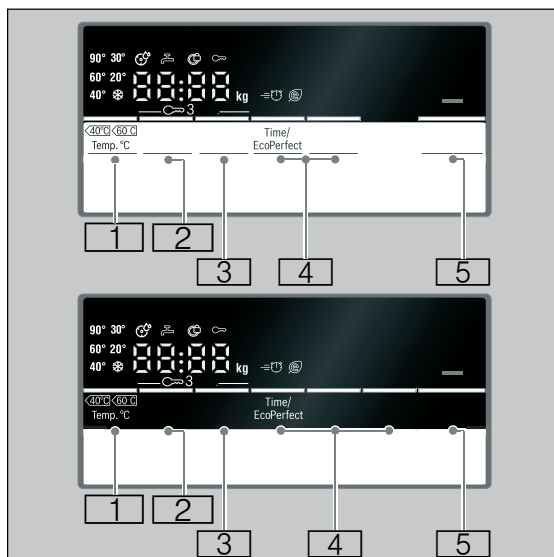 90° 30°
60° 20°
40°
88:88 kg
3
40°C 60 C
Temp. °C
Time/
EcoPerfect
1 2
3 4 5
90° 30°
60° 20°
40°
88:88 kg
3
40°C 60 C
Temp. °C
Time/
EcoPerfect
1 2
3 4 5